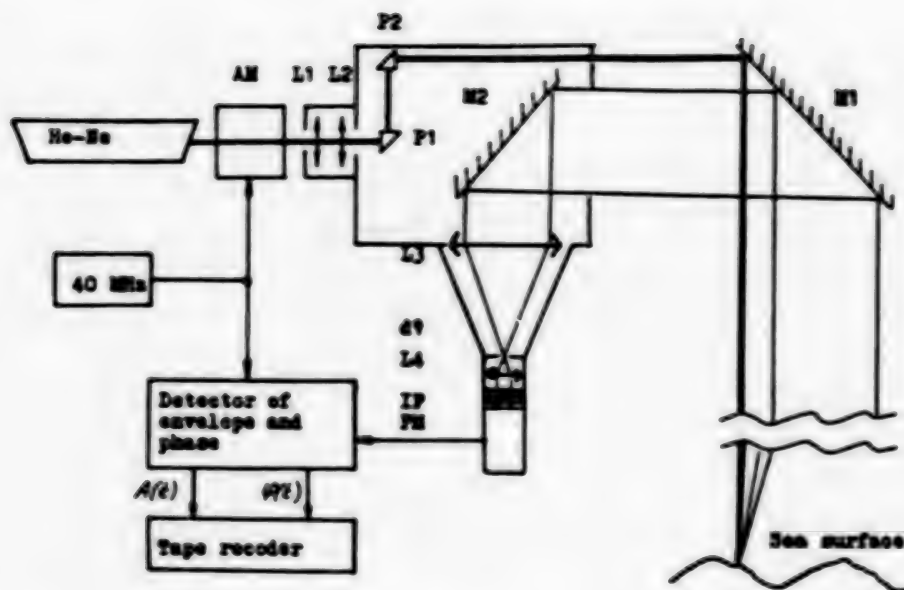 P2
AM
L1 L2
M2
M1
He-Ne
P1
L3
40 MHz
L4
Detector of
envelope and
phase
IF
PM
A(t)
φ(t)
Tape recoder
Sea surface